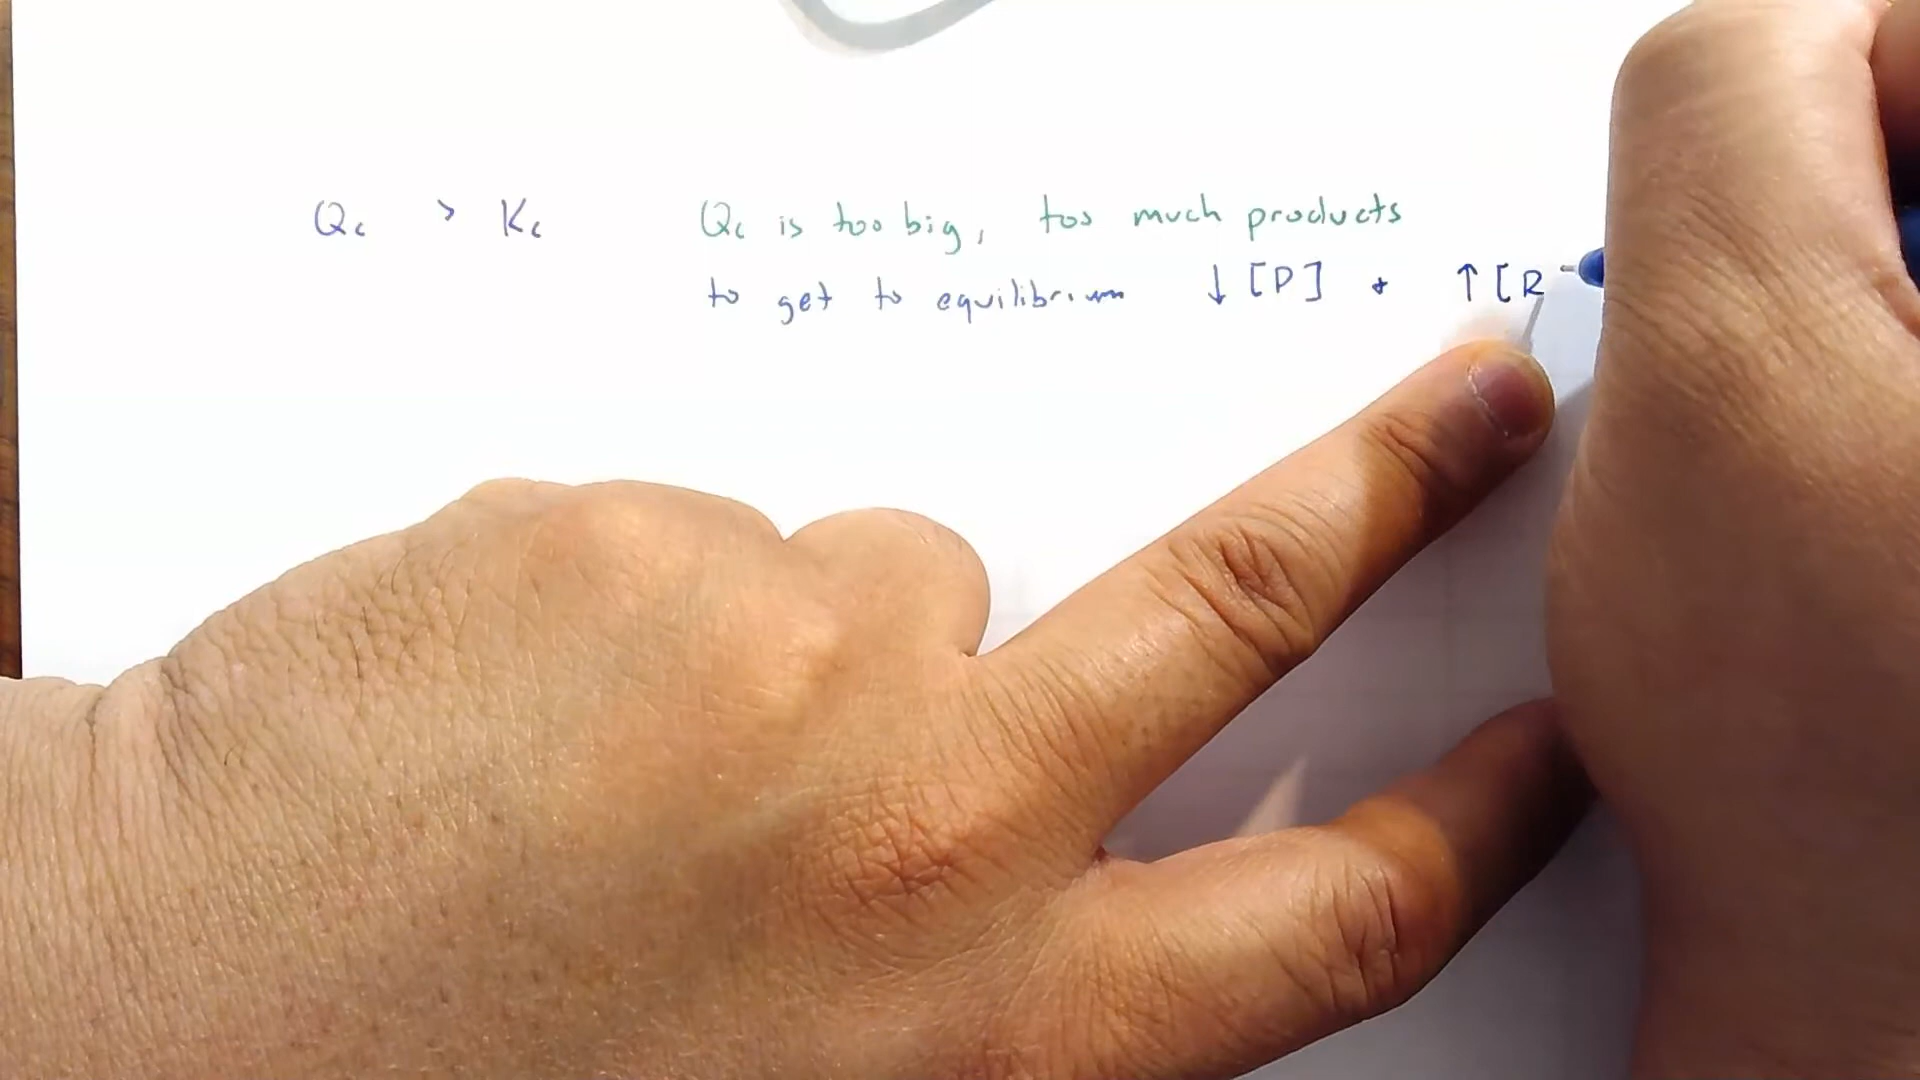 Qc > Kc Qc is too big, too much products
to get to equilibrium ↓ [P] + ↑ [R